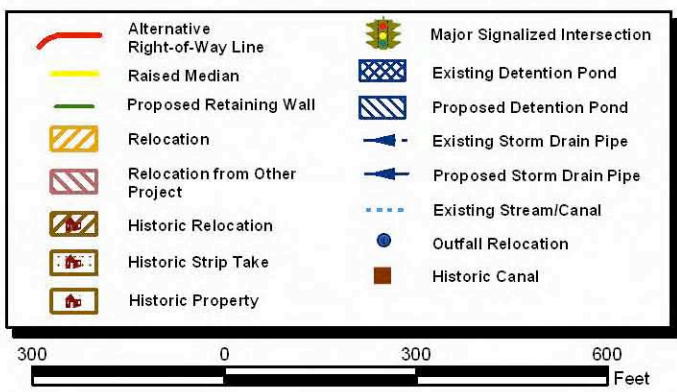 Alternative
Right-of-Way Line
Raised Median
Proposed Retaining Wall
Relocation
Relocation from Other
Project
Historic Relocation
Historic Strip Take
Historic Property
Major Signalized Intersection
Existing Detention Pond
Proposed Detention Pond
Existing Storm Drain Pipe
Proposed Storm Drain Pipe
Existing Stream/Canal
Outfall Relocation
Historic Canal
300 0 300 600
Feet